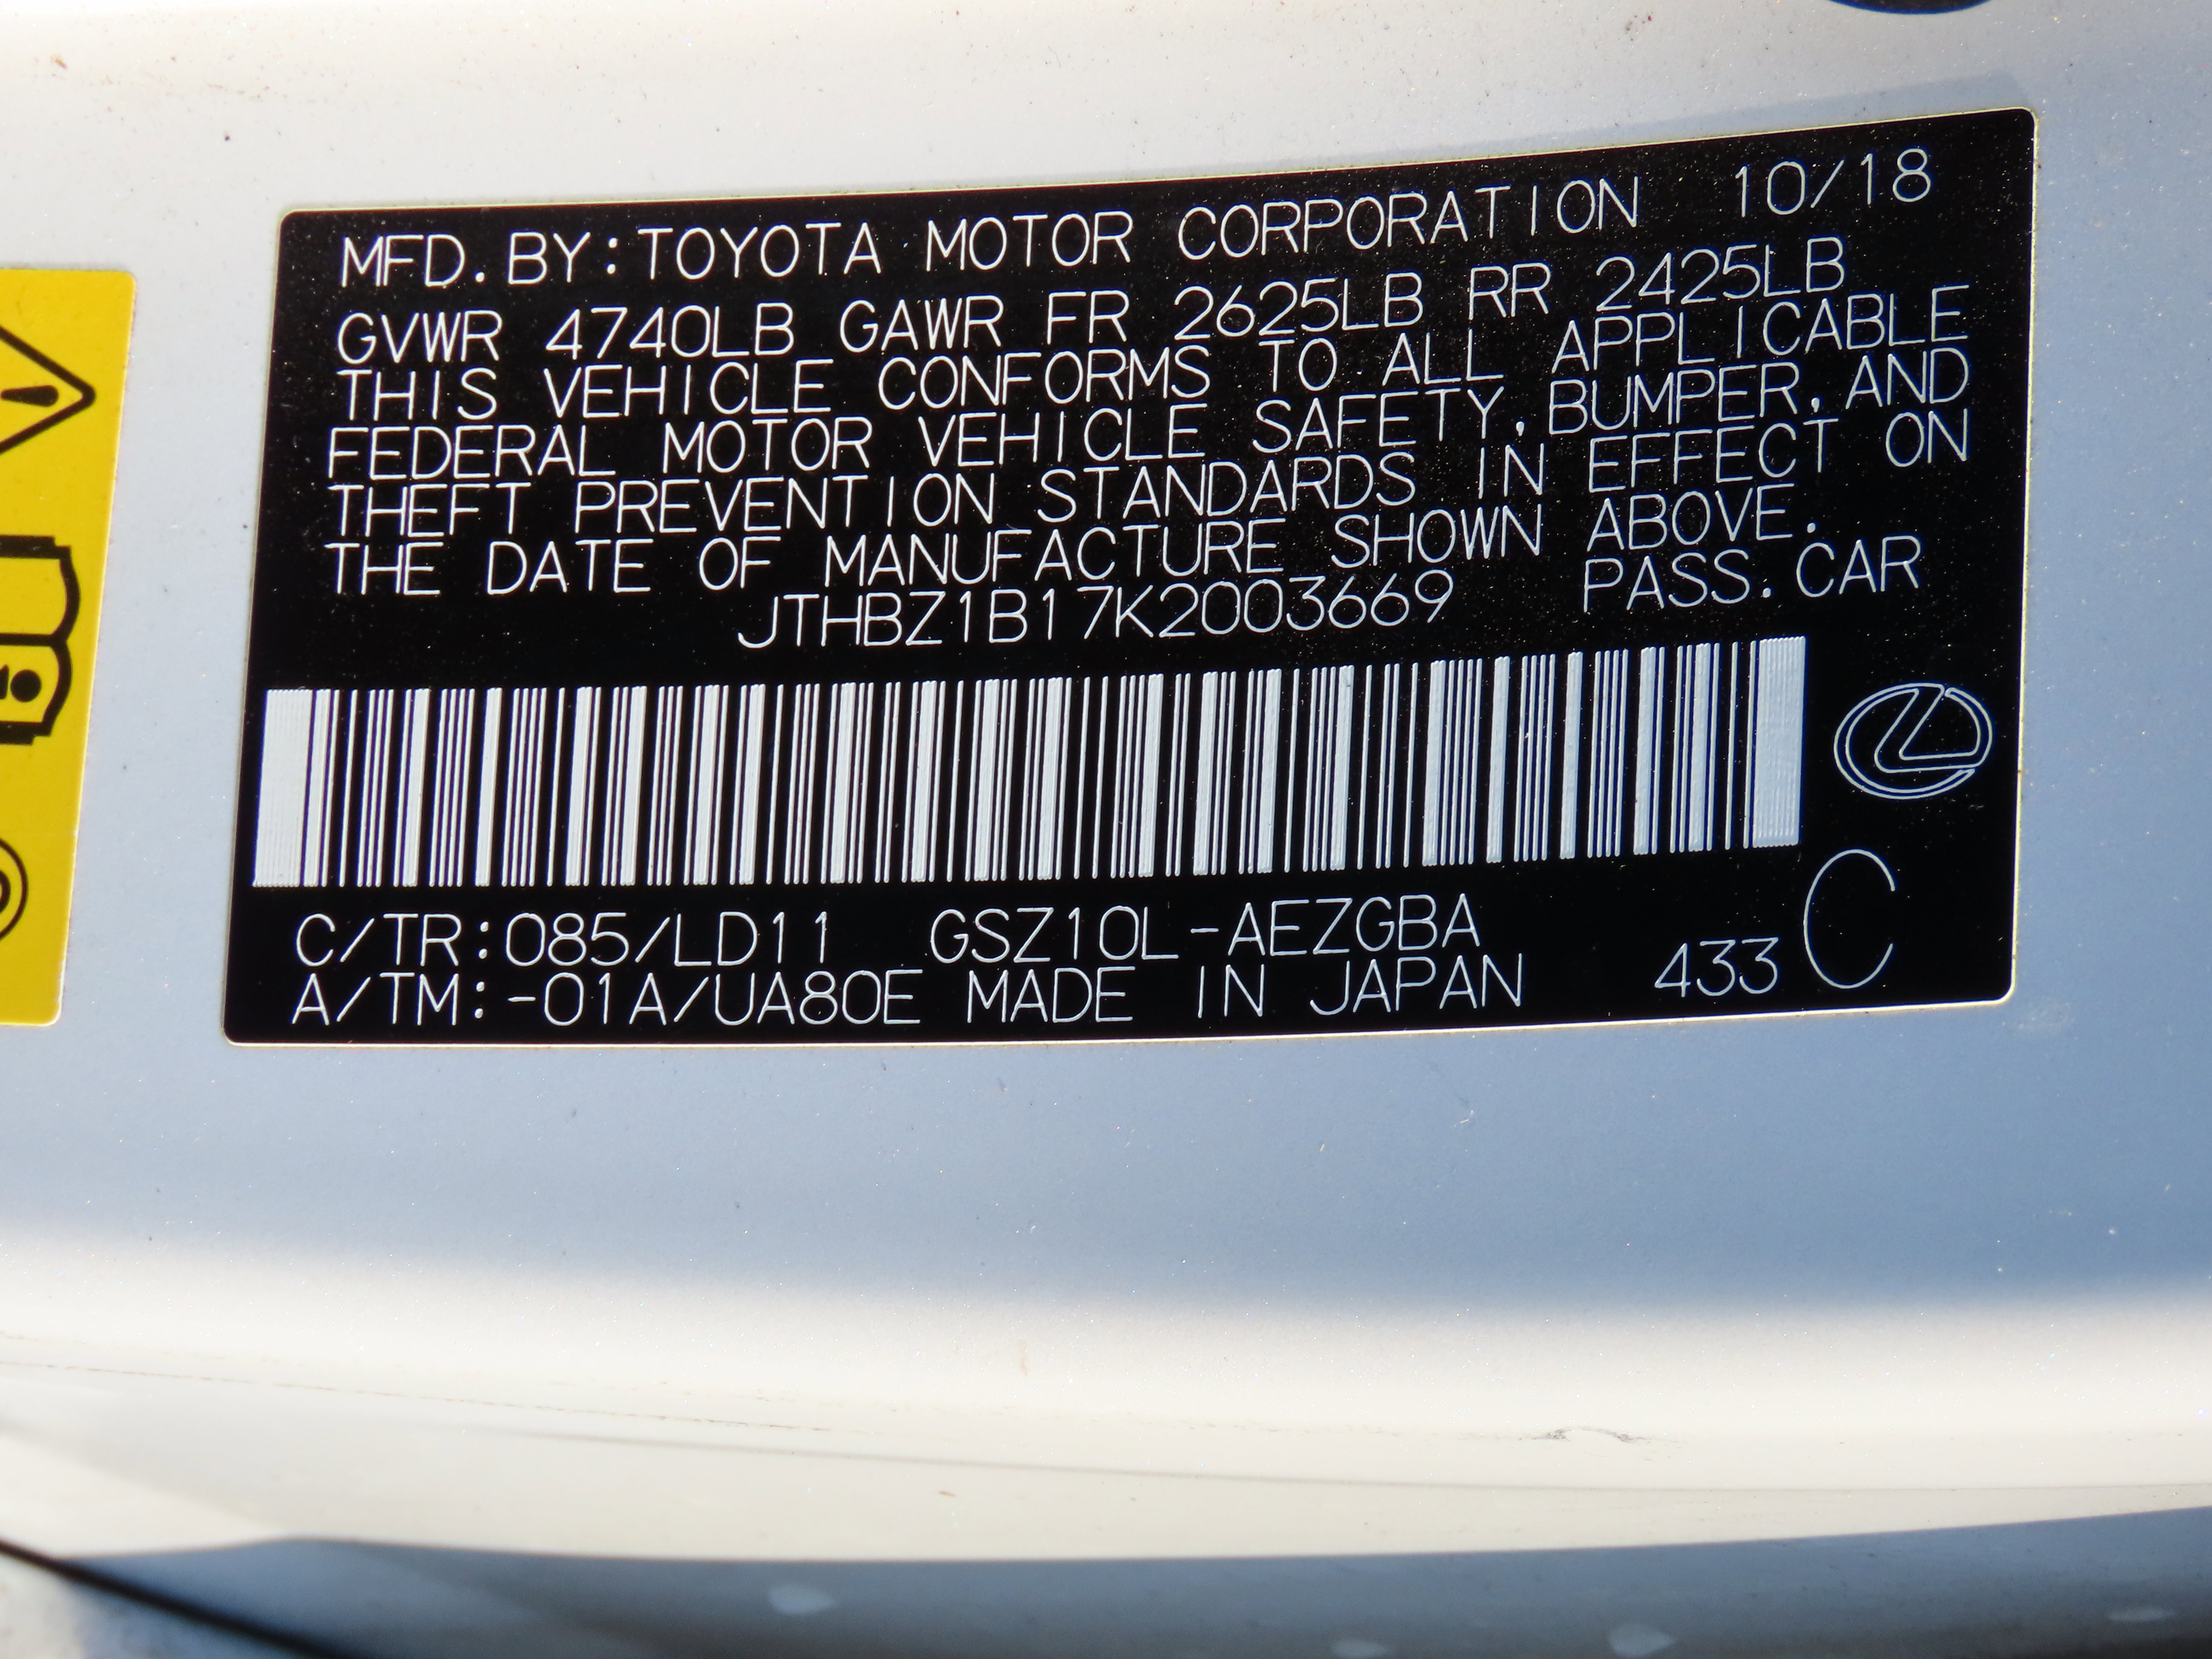 MFD. BY: TOYOTA MOTOR CORPORATION 10/18
GVWR 4740LB GAWR FR 2625LB RR 2425LB
THIS VEHICLE CONFORMS TO ALL APPLICABLE
FEDERAL MOTOR VEHICLE SAFETY, BUMPER, AND
THEFT PREVENTION STANDARDS IN EFFECT ON
THE DATE OF MANUFACTURE SHOWN ABOVE.
JTHBZ1B17K2003669 PASS. CAR
C/TR: 085/LD11 GSZ10L-AEZGBA
A/TM: -01A/UA80E MADE IN JAPAN 433 C